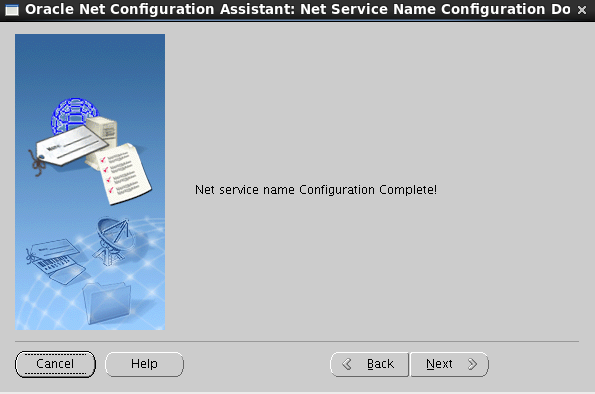 Oracle Net Configuration Assistant: Net Service Name Configuration Do
Net service name Configuration Complete!
Cancel
Help
Back
Next